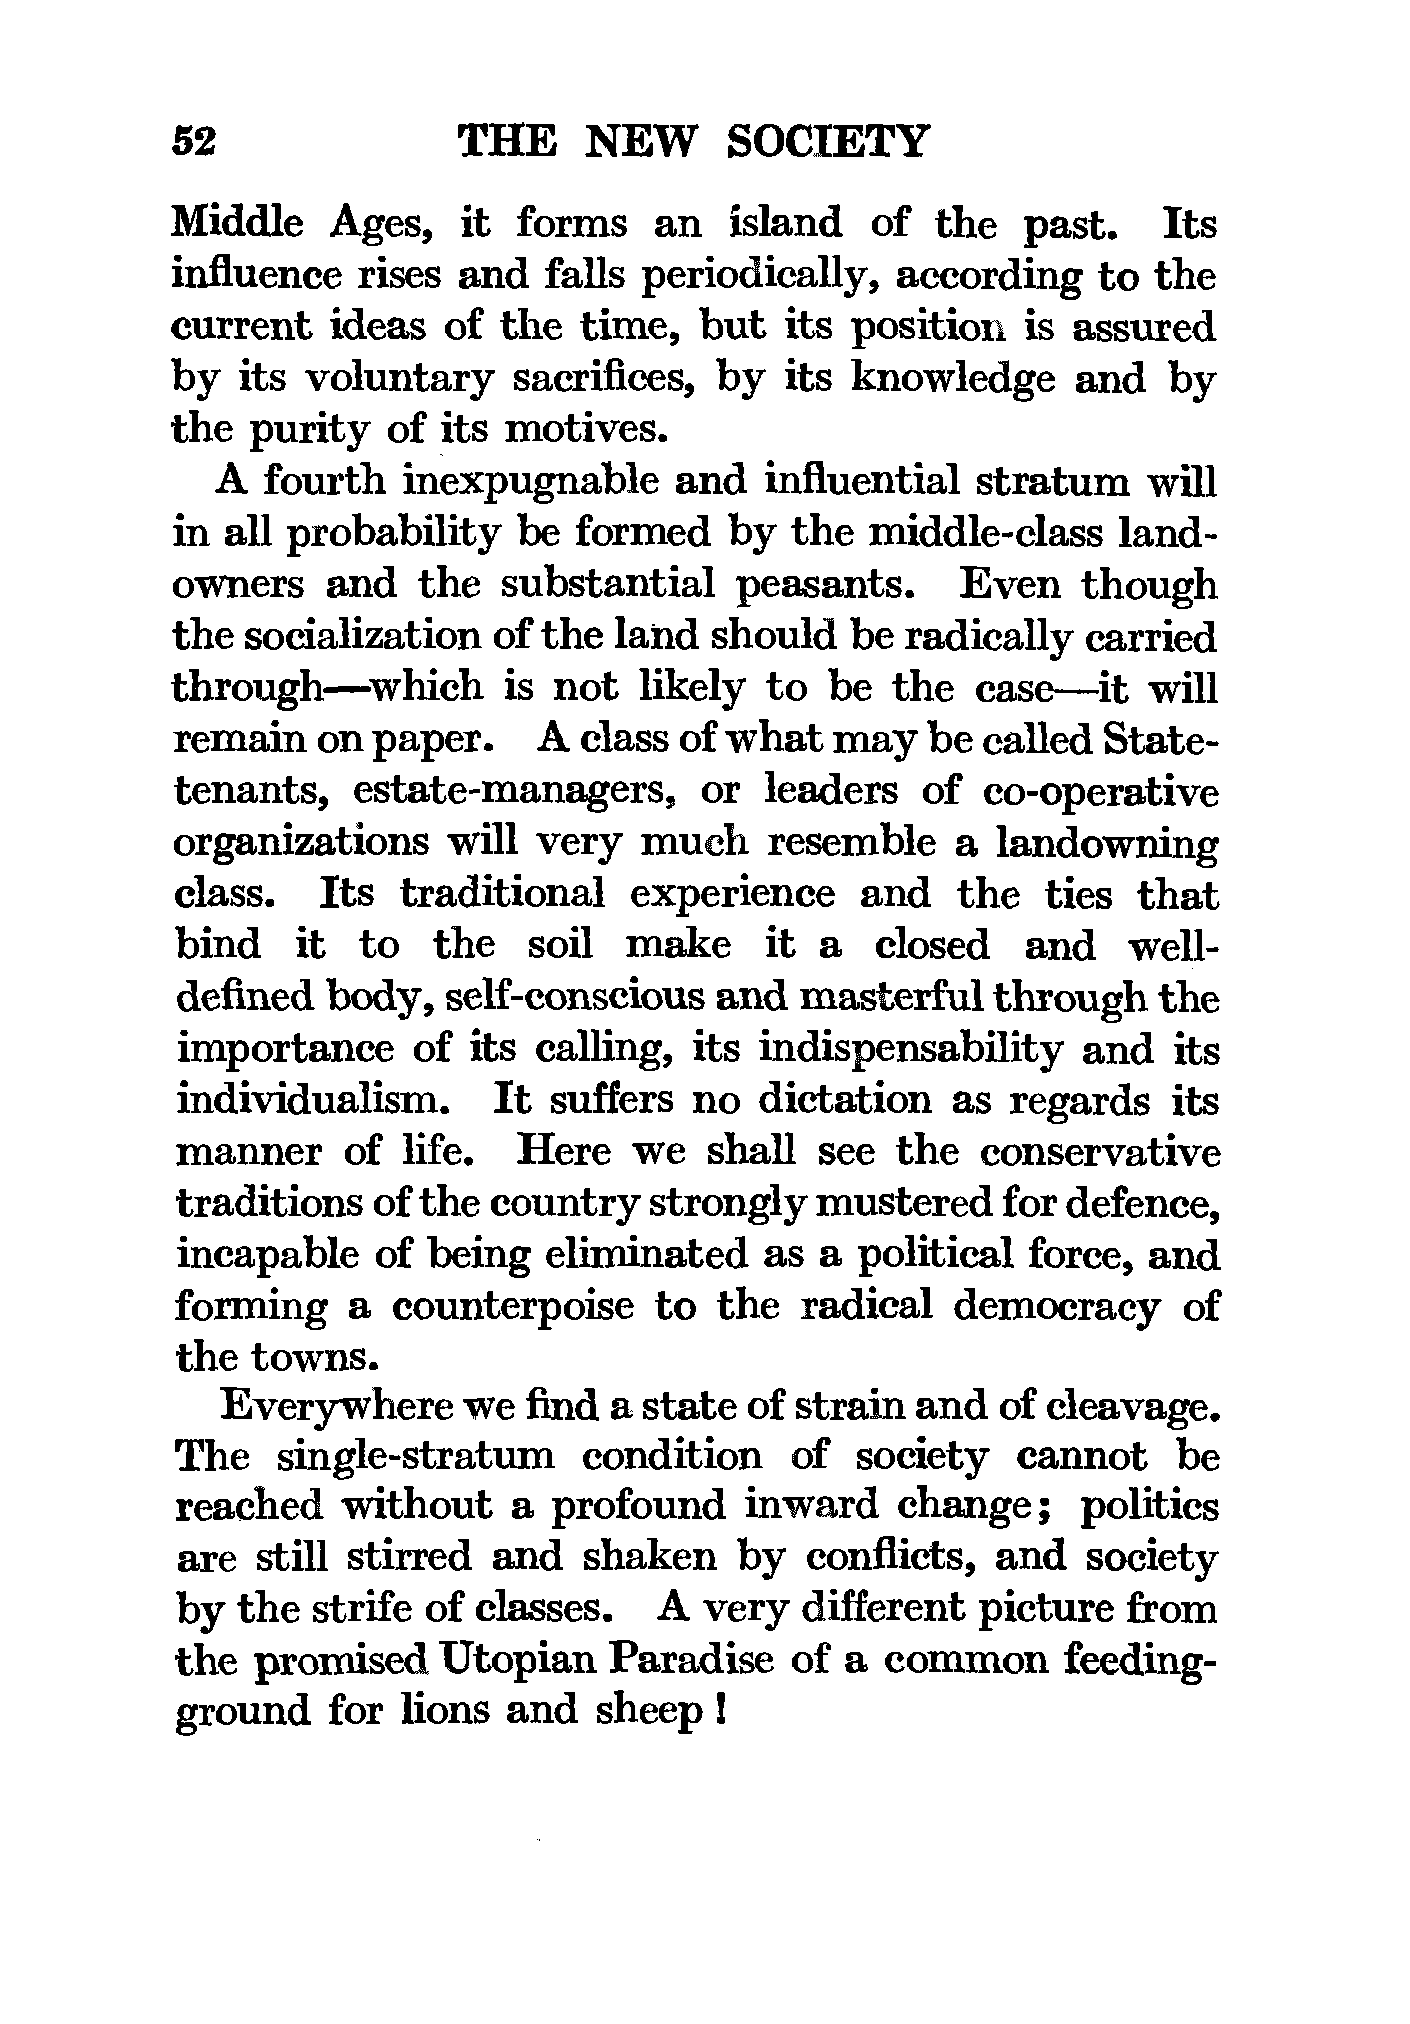 52 THE NEW SOCIETY
Middle Ages, it forms an island of the past. Its
influence rises and falls periodically, according to the
current ideas of the time, but its position is assured
by its voluntary sacrifices, by its knowledge and by
the purity of its motives.
A fourth inexpugnable and influential stratum will
in all probability be formed by the middle-class land-
owners and the substantial peasants. Even though
the socialization of the land should be radically carried
through—which is not likely to be the case—it will
remain on paper. A class of what may be called State-
tenants, estate-managers, or leaders of co-operative
organizations will very much resemble a landowning
class. Its traditional experience and the ties that
bind it to the soil make it a closed and well-
defined body, self-conscious and masterful through the
importance of its calling, its indispensability and its
individualism. It suffers no dictation as regards its
manner of life. Here we shall see the conservative
traditions of the country strongly mustered for defence,
incapable of being eliminated as a political force, and
forming a counterpoise to the radical democracy of
the towns.
Everywhere we find a state of strain and of cleavage.
The single-stratum condition of society cannot be
reached without a profound inward change; politics
are still stirred and shaken by conflicts, and society
by the strife of classes. A very different picture from
the promised Utopian Paradise of a common feeding-
ground for lions and sheep!